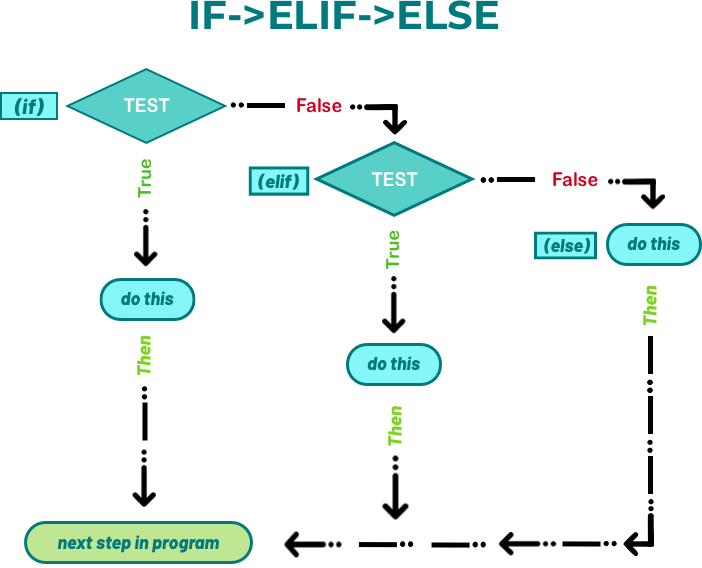 IF->ELIF->ELSE
(if)
TEST
False
True
(elif)
TEST
False
True
(else)
do this
do this
Then
Then
do this
Then
next step in program